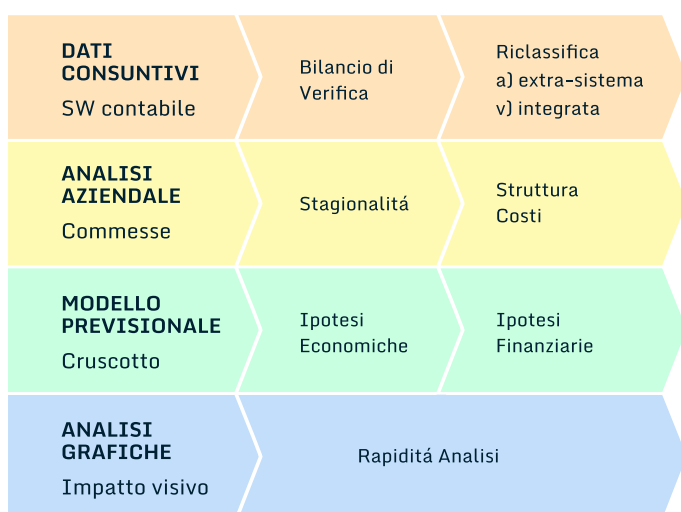 DATI
CONSUNTIVI
SW contabile
Bilancio di
Verifica
Riclassifica
a) extra-sistema
v) integrata
ANALISI
AZIENDALE
Commesse
Stagionalitá
Struttura
Costi
MODELLO
PREVISIONALE
Cruscotto
Ipotesi
Economiche
Ipotesi
Finanziarie
ANALISI
GRAFICHE
Impatto visivo
Rapiditá Analisi